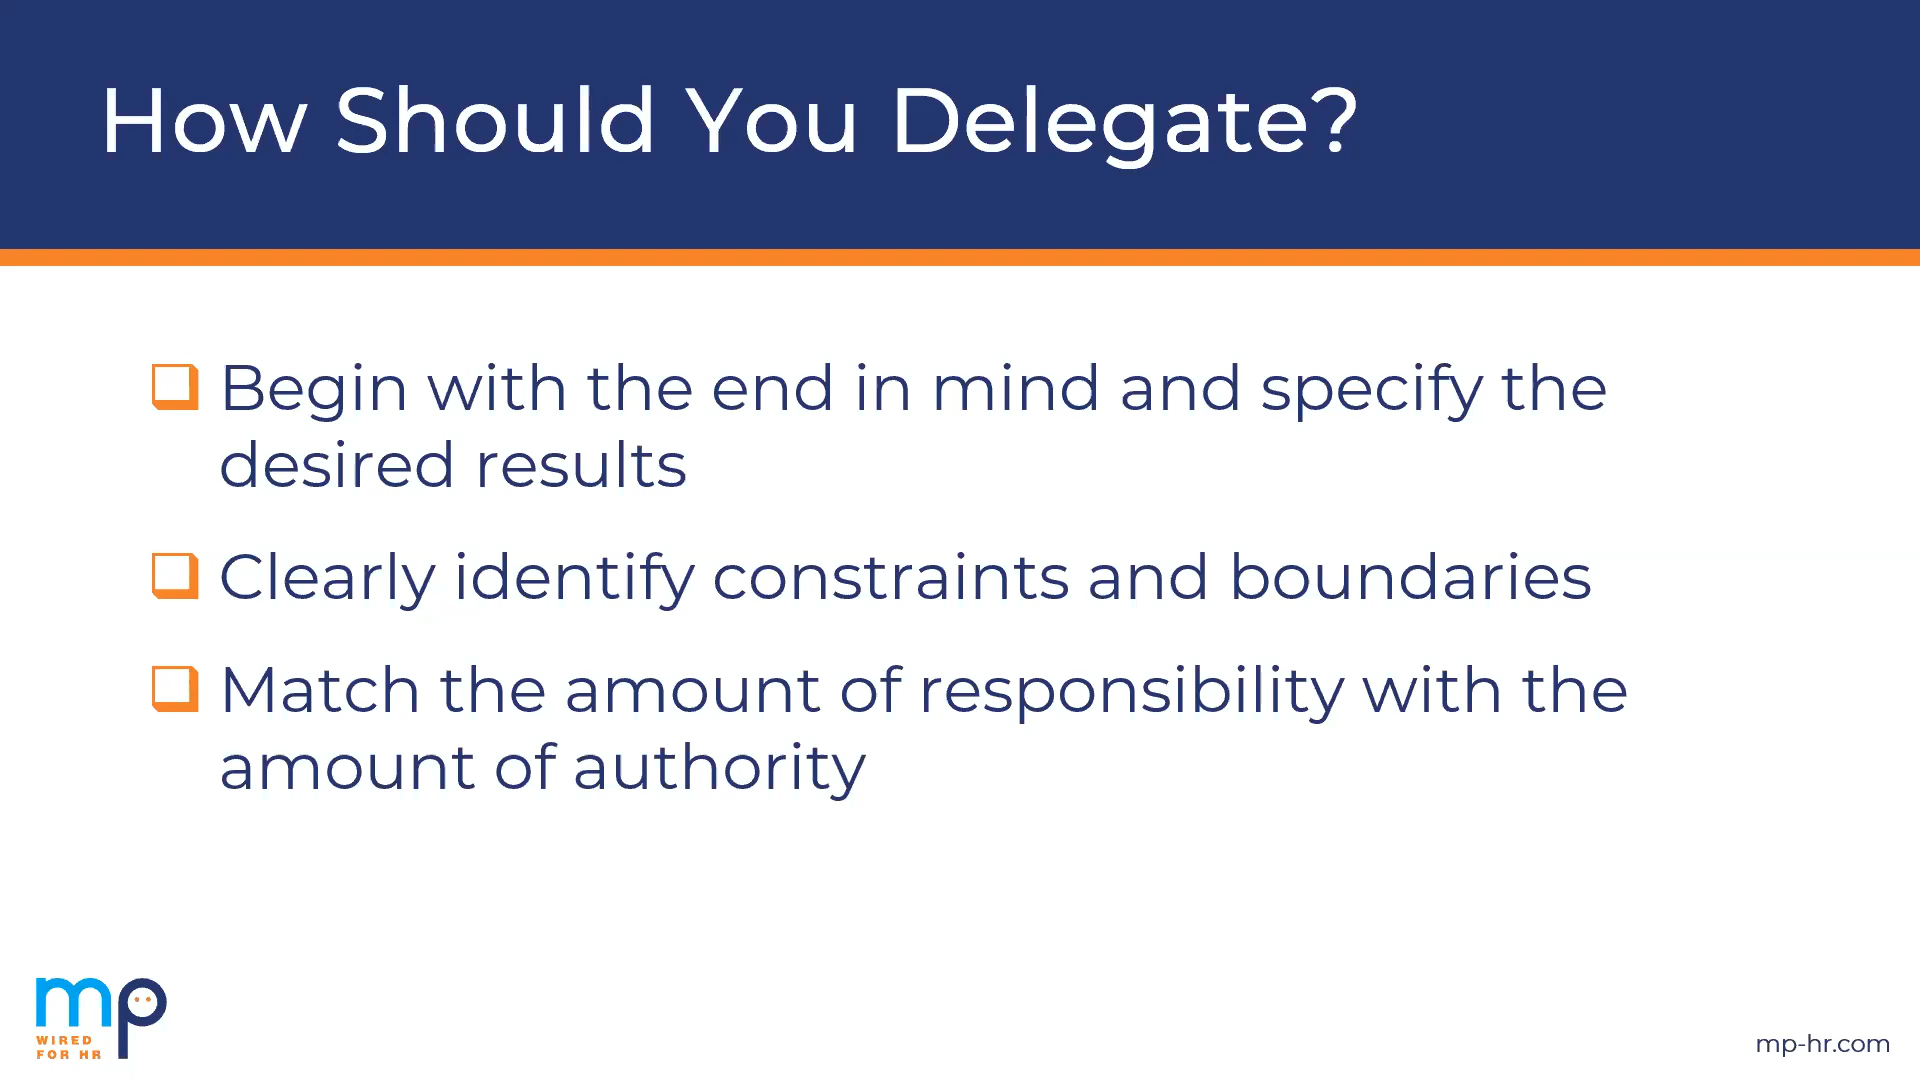 How Should You Delegate?
Begin with the end in mind and specify the
desired results
Clearly identify constraints and boundaries
Match the amount of responsibility with the
amount of authority
mp
WIRED
FOR HR
mp-hr.com